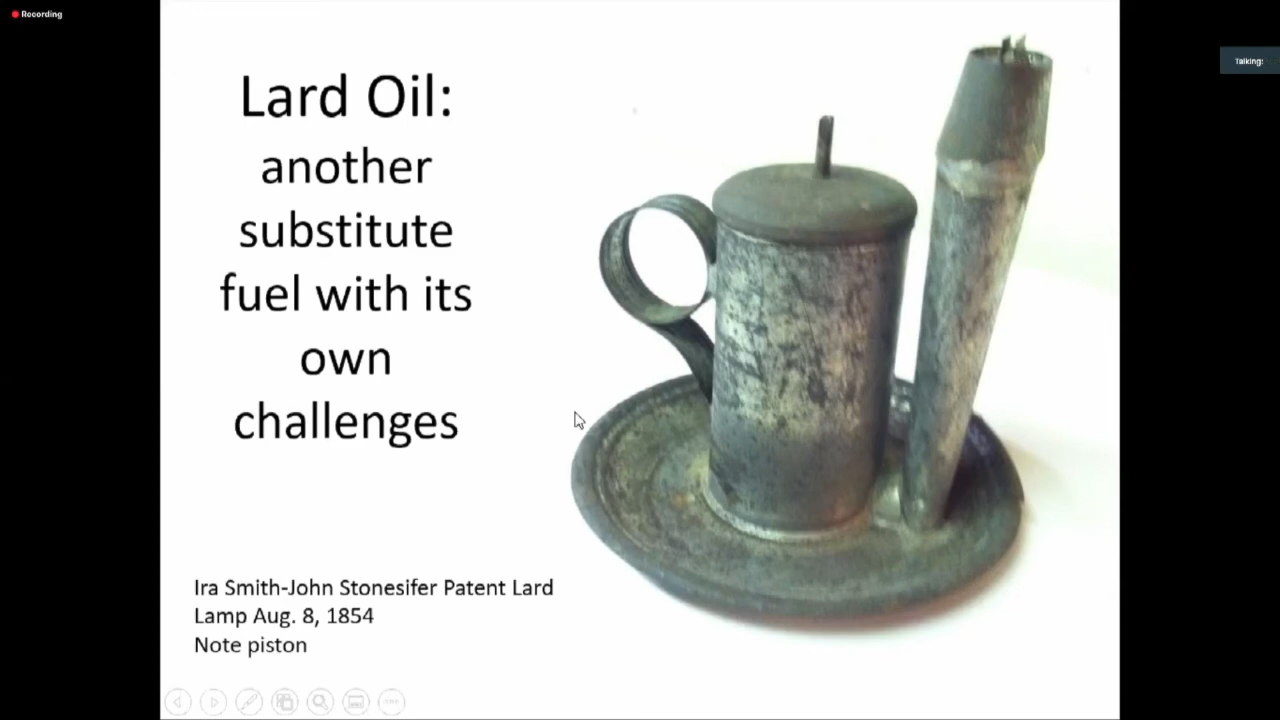 Recording
Talking:
Lard Oil:
another
substitute
fuel with its
own
challenges
Ira Smith-John Stonesifer Patent Lard
Lamp Aug. 8, 1854
Note piston